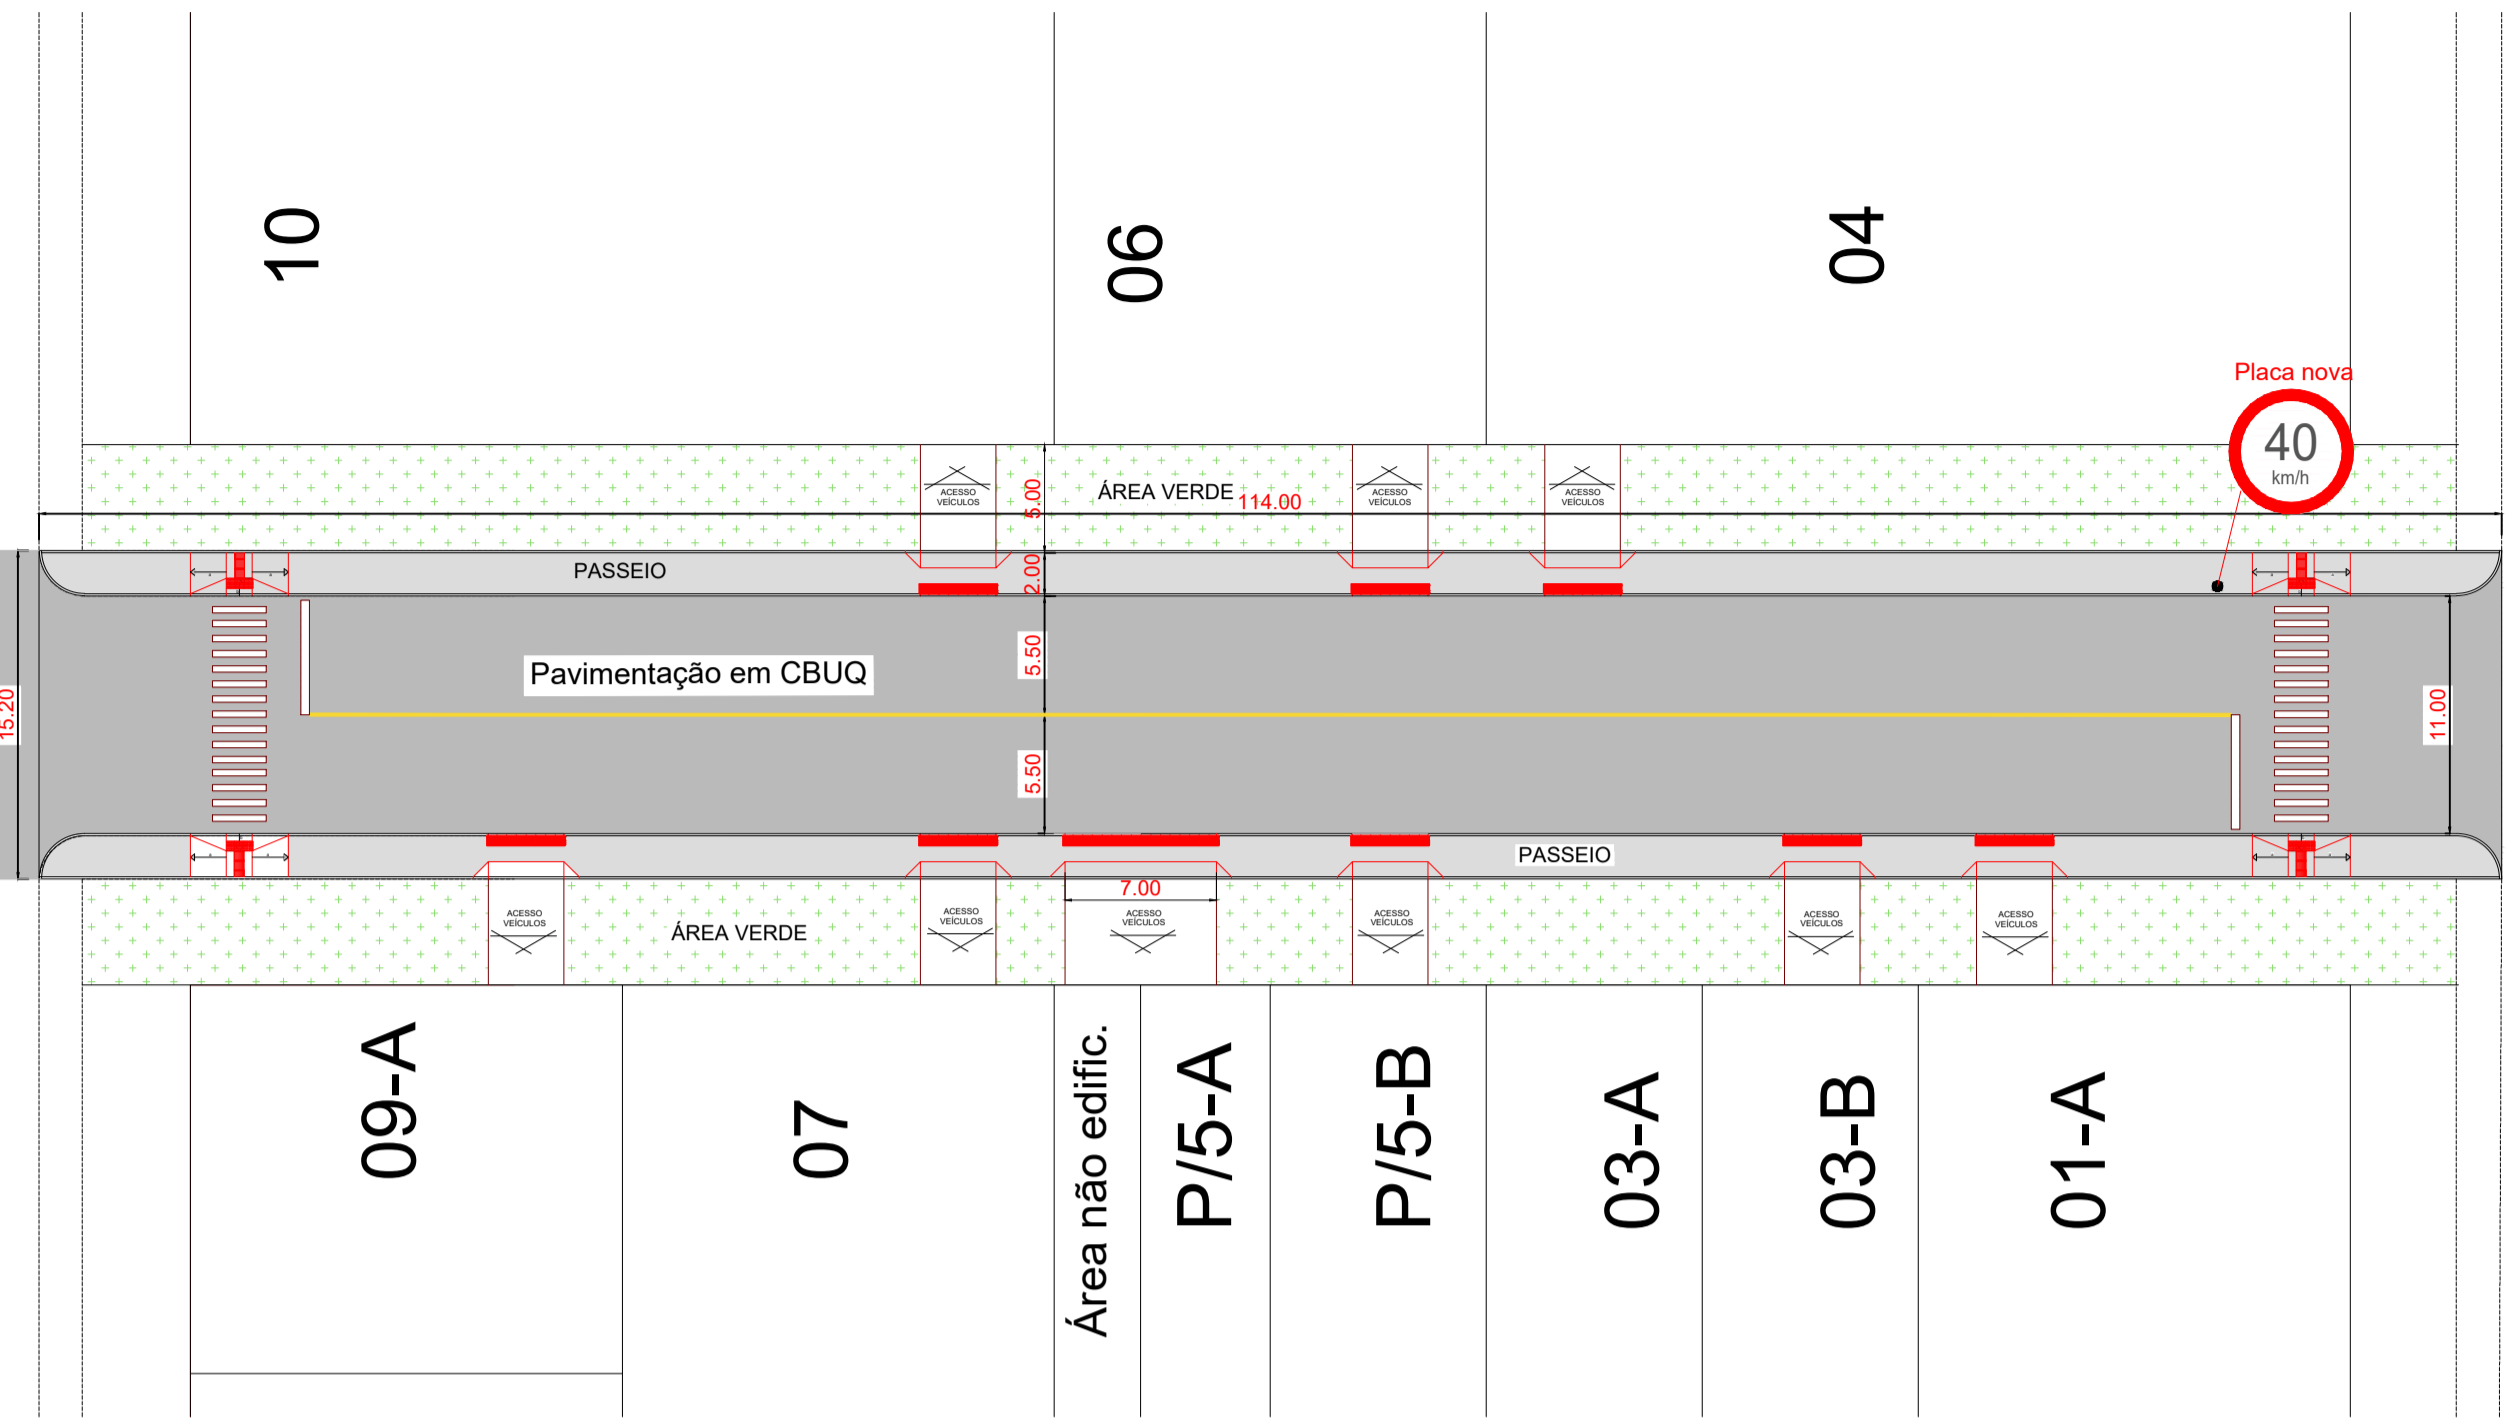 10
06
04
Placa nova
40
km/h
ACESSO
VEÍCULOS
5.00
ÁREA VERDE
114.00
ACESSO
VEÍCULOS
ACESSO
VEÍCULOS
PASSEIO
2.00
Pavimentação em CBUQ
5.50
15.20
11.00
5.50
PASSEIO
7.00
ACESSO
VEÍCULOS
ÁREA VERDE
ACESSO
VEÍCULOS
ACESSO
VEÍCULOS
ACESSO
VEÍCULOS
ACESSO
VEÍCULOS
ACESSO
VEÍCULOS
09-A
07
Área não edific.
P/5-A
P/5-B
03-A
03-B
01-A